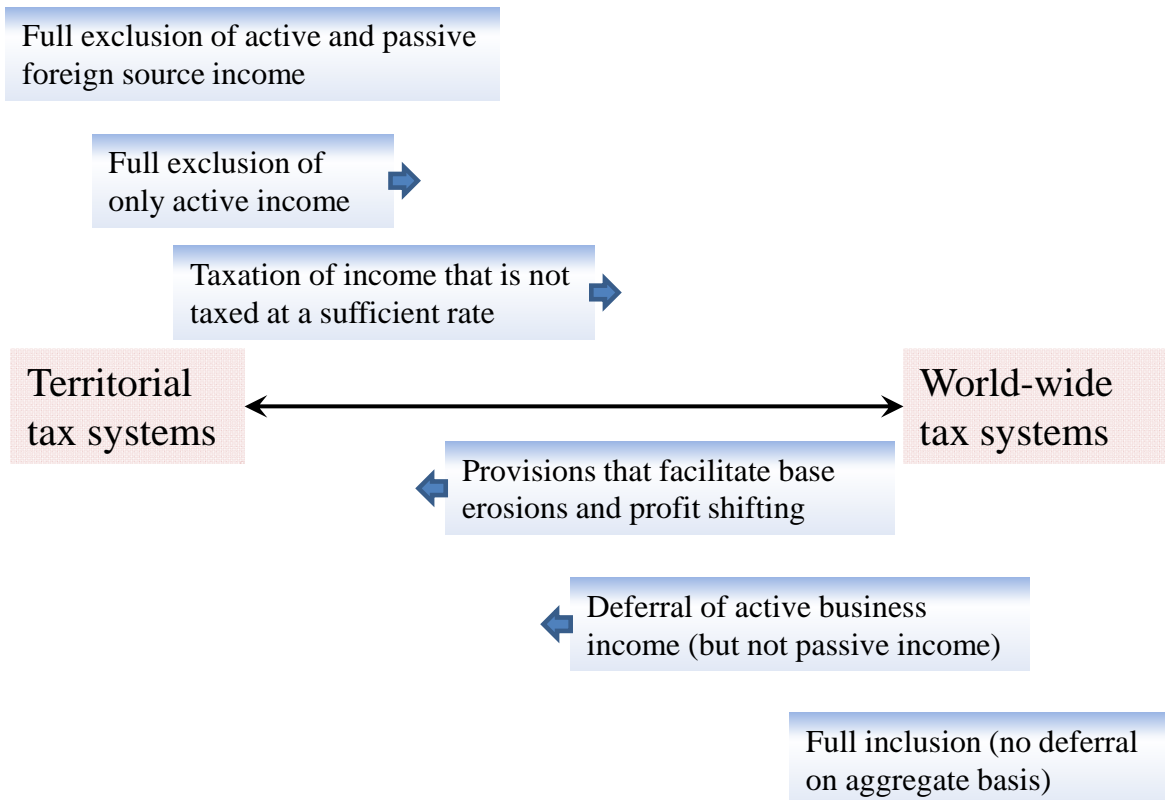 Full exclusion of active and passive
foreign source income
Full exclusion of
only active income
Taxation of income that is not
taxed at a sufficient rate
Territorial
tax systems
World-wide
tax systems
Provisions that facilitate base
erosions and profit shifting
Deferral of active business
income (but not passive income)
Full inclusion (no deferral
on aggregate basis)